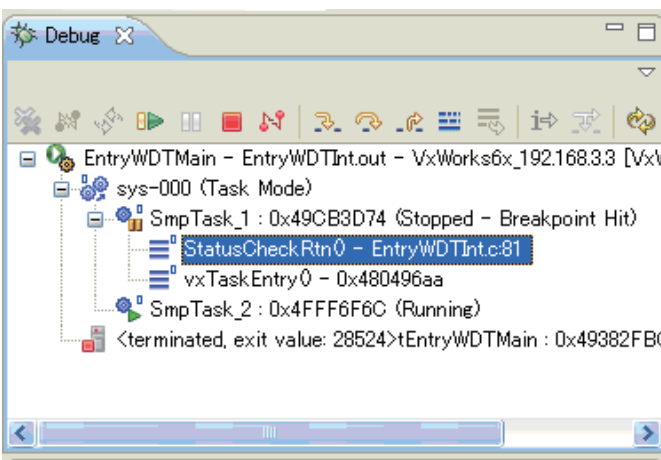 Debug
EntryWDTMain - EntryWDTInt.out - VxWorks6x_192.168.3.3 [Vx
sys-000 (Task Mode)
SmpTask_1 : 0x49CB3D74 (Stopped - Breakpoint Hit)
StatusCheckRtn() - EntryWDTInt.c:81
vxTaskEntry() - 0x480496aa
SmpTask_2 : 0x4FFF6F6C (Running)
<terminated, exit value: 28524>tEntryWDTMain : 0x49382FB